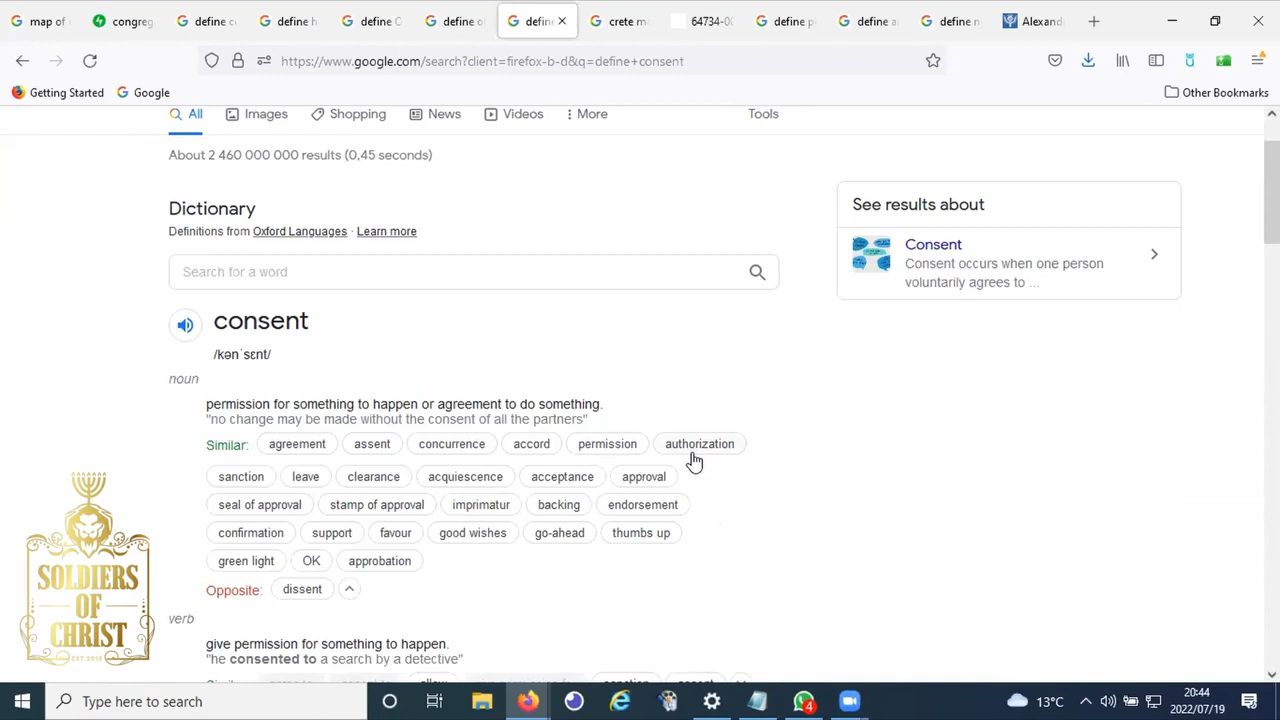 map of
congreg
define c
define h
define
define o
defin
crete m
64734-0
define p
define a
define n
Alexand
https://www.google.com/search?client=firefox-b-d&q=define+consent
Getting Started
Google
Other Bookmarks
All
Images
Shopping
News
Videos
More
Tools
About 2 460 000 000 results (0,45 seconds)
Dictionary
Definitions from Oxford Languages · Learn more
Search for a word
See results about
Consent
Consent occurs when one person
voluntarily agrees to ...
consent
/kənˈsɛnt/
noun
permission for something to happen or agreement to do something.
"no change may be made without the consent of all the partners"
Similar: agreement assent concurrence accord permission authorization
sanction leave clearance acquiescence acceptance approval
seal of approval stamp of approval imprimatur backing endorsement
confirmation support favour good wishes go-ahead thumbs up
green light OK approbation
Opposite: dissent
verb
give permission for something to happen.
"he consented to a search by a detective"
SOLDIERS
OF
CHRIST
Type here to search
4
13°C
20:44
2022/07/19